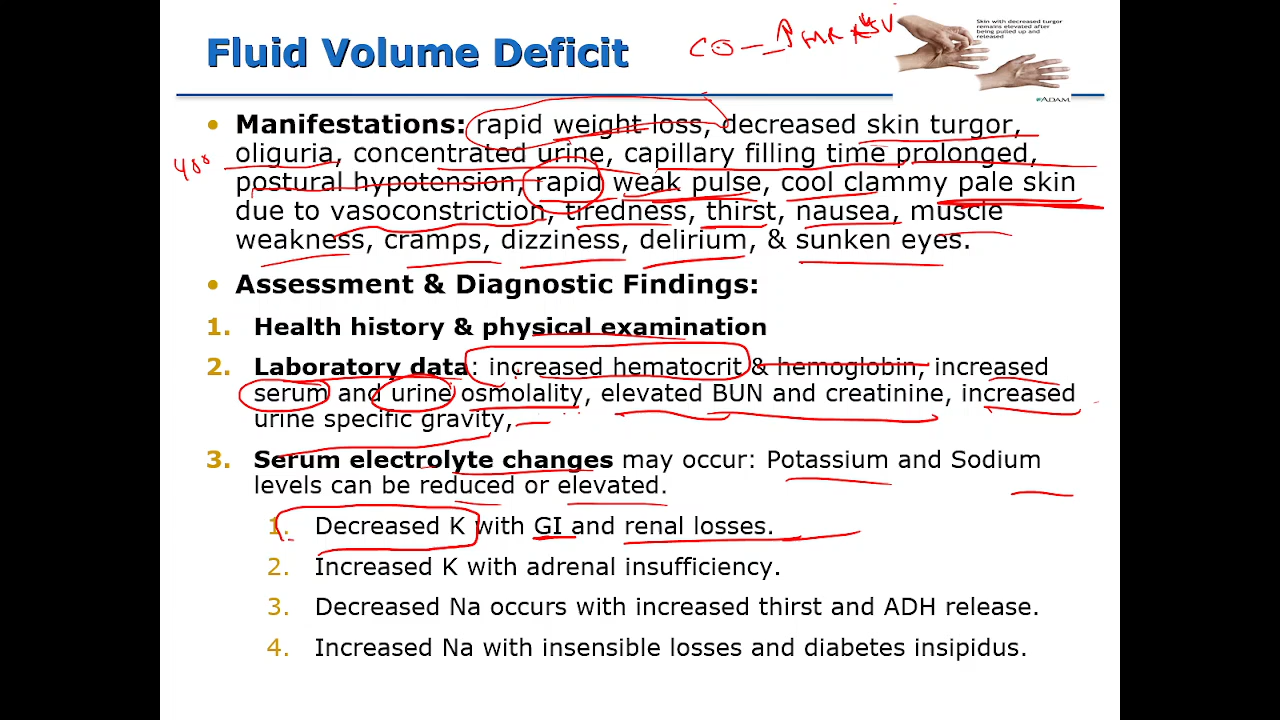 Fluid Volume Deficit
CO - ↑ HR x ↓SV
Skin with decreased turgor
remains elevated after
being pulled up and
released
ADAM
• Manifestations: rapid weight loss, decreased skin turgor,
oliguria, concentrated urine, capillary filling time prolonged,
400
postural hypotension, rapid weak pulse, cool clammy pale skin
due to vasoconstriction, tiredness, thirst, nausea, muscle
weakness, cramps, dizziness, delirium, & sunken eyes.
• Assessment & Diagnostic Findings:
1. Health history & physical examination
2. Laboratory data: increased hematocrit & hemoglobin, increased
serum and urine osmolality, elevated BUN and creatinine, increased
urine specific gravity,
3. Serum electrolyte changes may occur: Potassium and Sodium
levels can be reduced or elevated.
1. Decreased K with GI and renal losses.
2. Increased K with adrenal insufficiency.
3. Decreased Na occurs with increased thirst and ADH release.
4. Increased Na with insensible losses and diabetes insipidus.